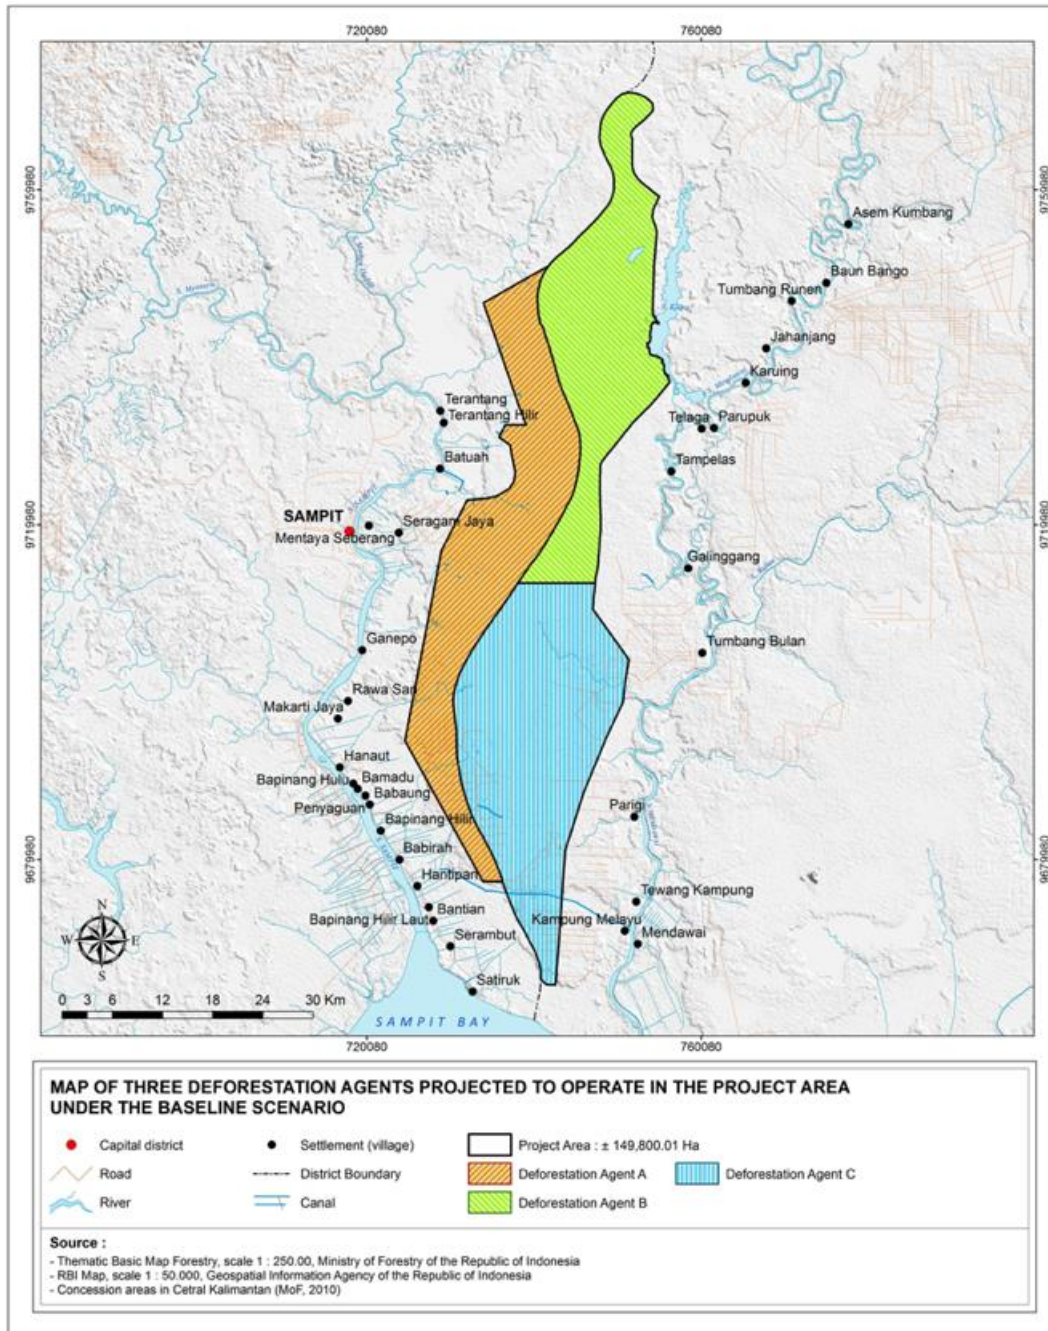 720080
760080
9759980
9759980
Asem Kumbang
Baun Bango
Tumbang Runen
Jahanjang
Karuing
Terantang
Terantang Hilir
Telaga
Parupuk
Batuah
Tampelas
SAMPIT
Seragam Jaya
9719980
9719980
Mentaya Seberang
Galinggang
Ganepo
Tumbang Bulan
Rawa Sari
Makarti Jaya
Hanaut
Bapinang Hulu
Bamadu
Babaung
Penyaguan
Parigi
Bapinang Hilir
Babirah
9679980
9679980
Hantipan
Tewang Kampung
Bantian
Bapinang Hilir Laut
Kampung Melayu
Serambut
Mendawai
N
W
E
S
Satiruk
0 3 6 12 18 24 30 Km
SAMPIT BAY
720080
760080
MAP OF THREE DEFORESTATION AGENTS PROJECTED TO OPERATE IN THE PROJECT AREA
UNDER THE BASELINE SCENARIO
Capital district
Settlement (village)
Project Area : ± 149,800.01 Ha
Road
District Boundary
Deforestation Agent A
Deforestation Agent C
River
Canal
Deforestation Agent B
Source :
- Thematic Basic Map Forestry, scale 1 : 250.00, Ministry of Forestry of the Republic of Indonesia
- RBI Map, scale 1 : 50.000, Geospatial Information Agency of the Republic of Indonesia
- Concession areas in Cetral Kalimantan (MoF, 2010)